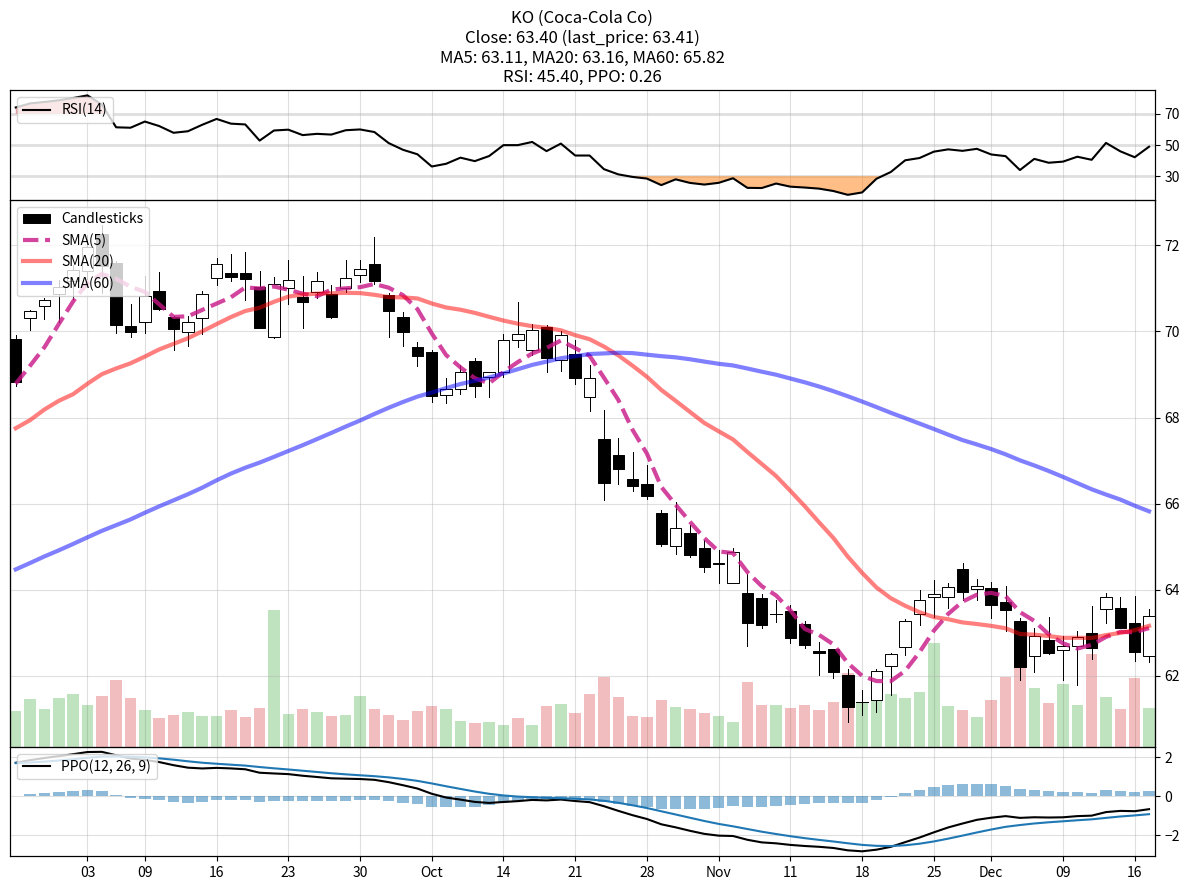 KO (Coca-Cola Co)
Close: 63.40 (last_price: 63.41)
MA5: 63.11, MA20: 63.16, MA60: 65.82
RSI: 45.40, PPO: 0.26
RSI(14)
70
50
30
Candlesticks
SMA(5)
SMA(20)
SMA(60)
72
70
68
66
64
62
PPO(12, 26, 9)
2
0
−2
03 09 16 23 30 Oct 14 21 28 Nov 11 18 25 Dec 09 16